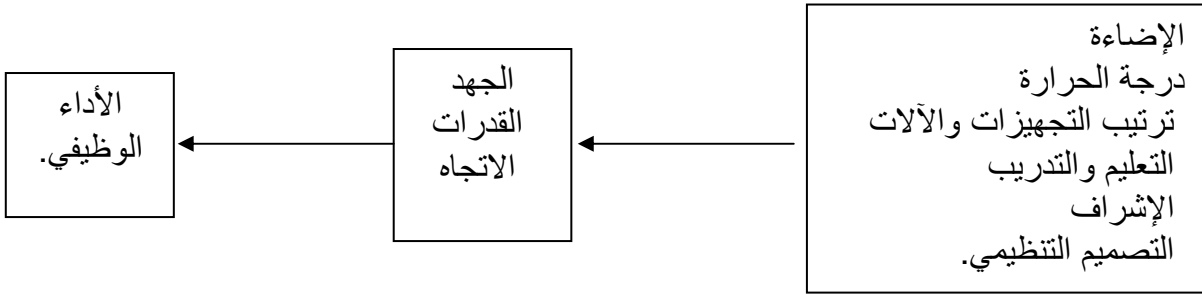 الإضاءة
درجة الحرارة
ترتيب التجهيزات والآلات
التعليم والتدريب
الإشراف
التصميم التنظيمي.
الجهد
القدرات
الاتجاه
الأداء
الوظيفي.